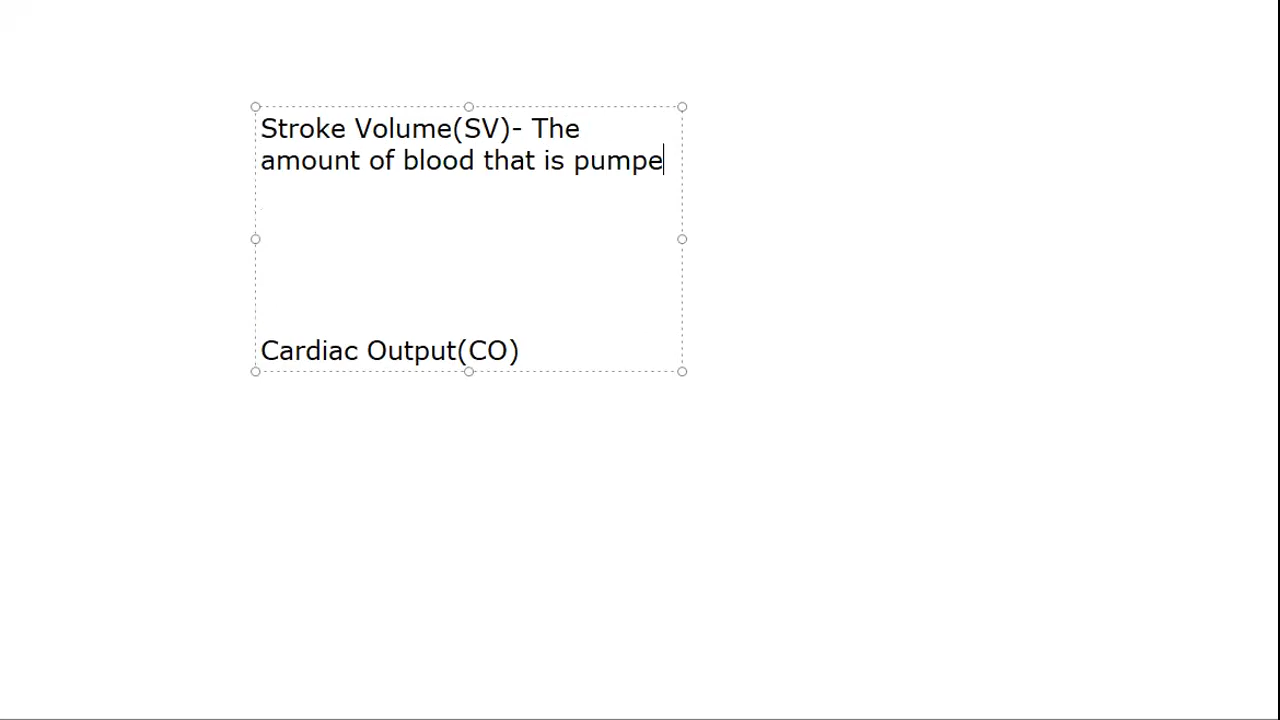 Stroke Volume(SV)- The
amount of blood that is pumpe
Cardiac Output(CO)